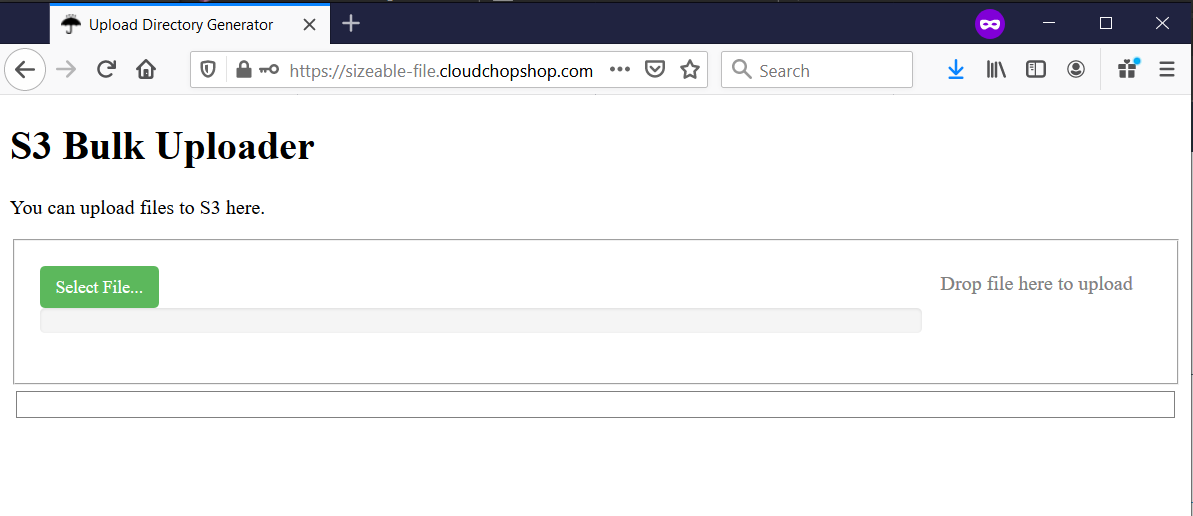 Upload Directory Generator
https://sizeable-file.cloudchopshop.com
Search
S3 Bulk Uploader
You can upload files to S3 here.
Select File...
Drop file here to upload